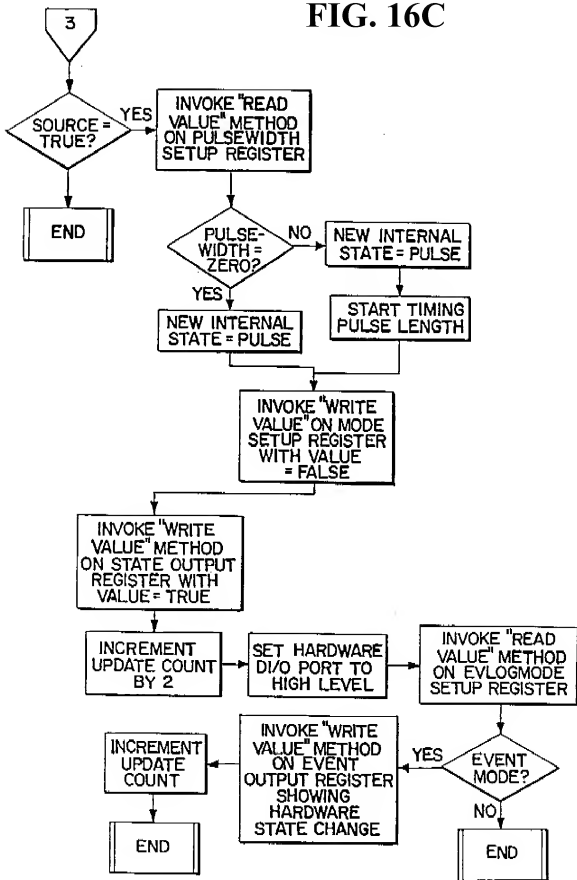 FIG. 16C
3
SOURCE =
TRUE?
YES
INVOKE "READ
VALUE" METHOD
ON PULSEWIDTH
SETUP REGISTER
END
PULSE-
WIDTH =
ZERO?
NO
NEW INTERNAL
STATE = PULSE
YES
START TIMING
PULSE LENGTH
NEW INTERNAL
STATE = PULSE
INVOKE "WRITE
VALUE" ON MODE
SETUP REGISTER
WITH VALUE
= FALSE
INVOKE "WRITE
VALUE" METHOD
ON STATE OUTPUT
REGISTER WITH
VALUE = TRUE
INCREMENT
UPDATE COUNT
BY 2
SET HARDWARE
DI/O PORT TO
HIGH LEVEL
INVOKE "READ
VALUE" METHOD
ON EVLOGMODE
SETUP REGISTER
EVENT
MODE?
YES
INVOKE "WRITE
VALUE" METHOD
ON EVENT
OUTPUT REGISTER
SHOWING
HARDWARE
STATE CHANGE
INCREMENT
UPDATE
COUNT
NO
END
END